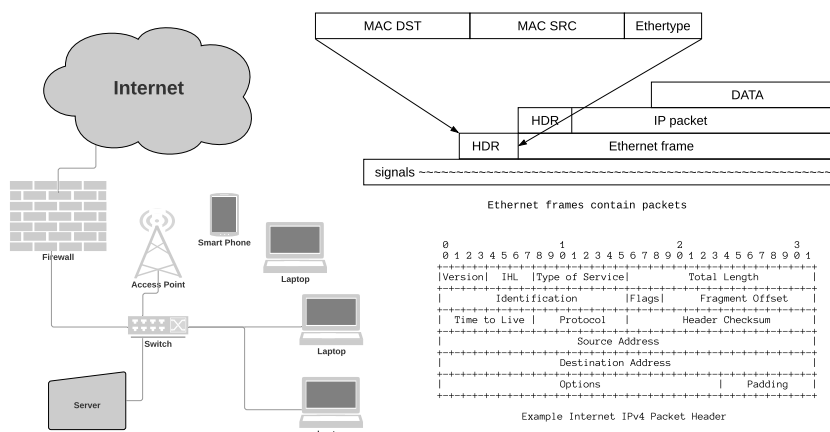 Internet
Firewall
Access Point
Smart Phone
Laptop
Switch
Laptop
Server
MAC DST MAC SRC Ethertype
DATA
HDR IP packet
HDR Ethernet frame
signals ~~~~~~~~~~~~~~~~~~~~~~~~~~~~~~~~~~~~~~~~~~~~~~~~~~~~~~~~
Ethernet frames contain packets
0                   1                   2                   3
0 1 2 3 4 5 6 7 8 9 0 1 2 3 4 5 6 7 8 9 0 1 2 3 4 5 6 7 8 9 0 1
+-+-+-+-+-+-+-+-+-+-+-+-+-+-+-+-+-+-+-+-+-+-+-+-+-+-+-+-+-+-+-+-+
|Version|  IHL  |Type of Service|          Total Length         |
+-+-+-+-+-+-+-+-+-+-+-+-+-+-+-+-+-+-+-+-+-+-+-+-+-+-+-+-+-+-+-+-+
|         Identification        |Flags|      Fragment Offset    |
+-+-+-+-+-+-+-+-+-+-+-+-+-+-+-+-+-+-+-+-+-+-+-+-+-+-+-+-+-+-+-+-+
|  Time to Live |    Protocol   |         Header Checksum       |
+-+-+-+-+-+-+-+-+-+-+-+-+-+-+-+-+-+-+-+-+-+-+-+-+-+-+-+-+-+-+-+-+
|                       Source Address                          |
+-+-+-+-+-+-+-+-+-+-+-+-+-+-+-+-+-+-+-+-+-+-+-+-+-+-+-+-+-+-+-+-+
|                    Destination Address                        |
+-+-+-+-+-+-+-+-+-+-+-+-+-+-+-+-+-+-+-+-+-+-+-+-+-+-+-+-+-+-+-+-+
|                    Options                    |    Padding    |
+-+-+-+-+-+-+-+-+-+-+-+-+-+-+-+-+-+-+-+-+-+-+-+-+-+-+-+-+-+-+-+-+
Example Internet IPv4 Packet Header